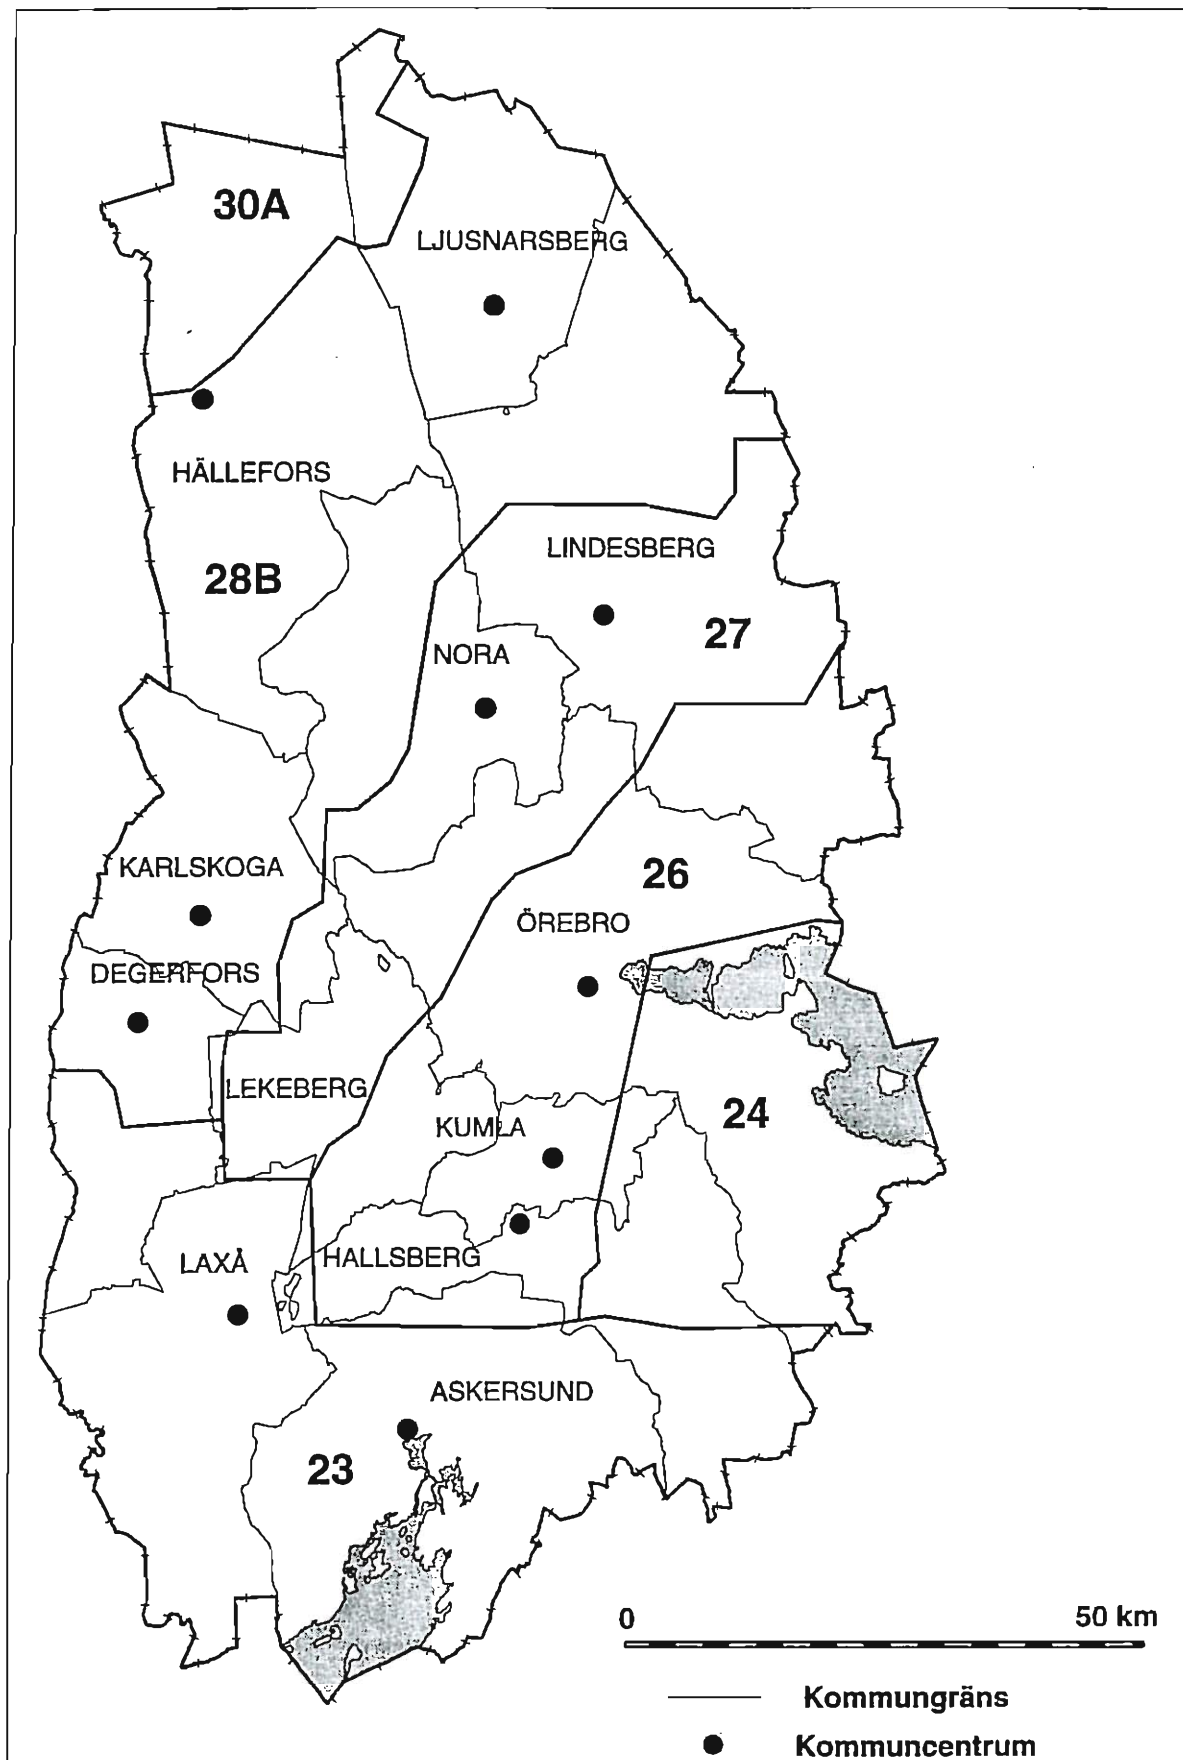 30A
LJUSNARSBERG
HÄLLEFORS
LINDESBERG
28B
27
NORA
KARLSKOGA
26
ÖREBRO
DEGERFORS
LEKEBERG
24
KUMLA
LAXÅ
HALLSBERG
ASKERSUND
23
0 50 km
Kommungräns
Kommuncentrum